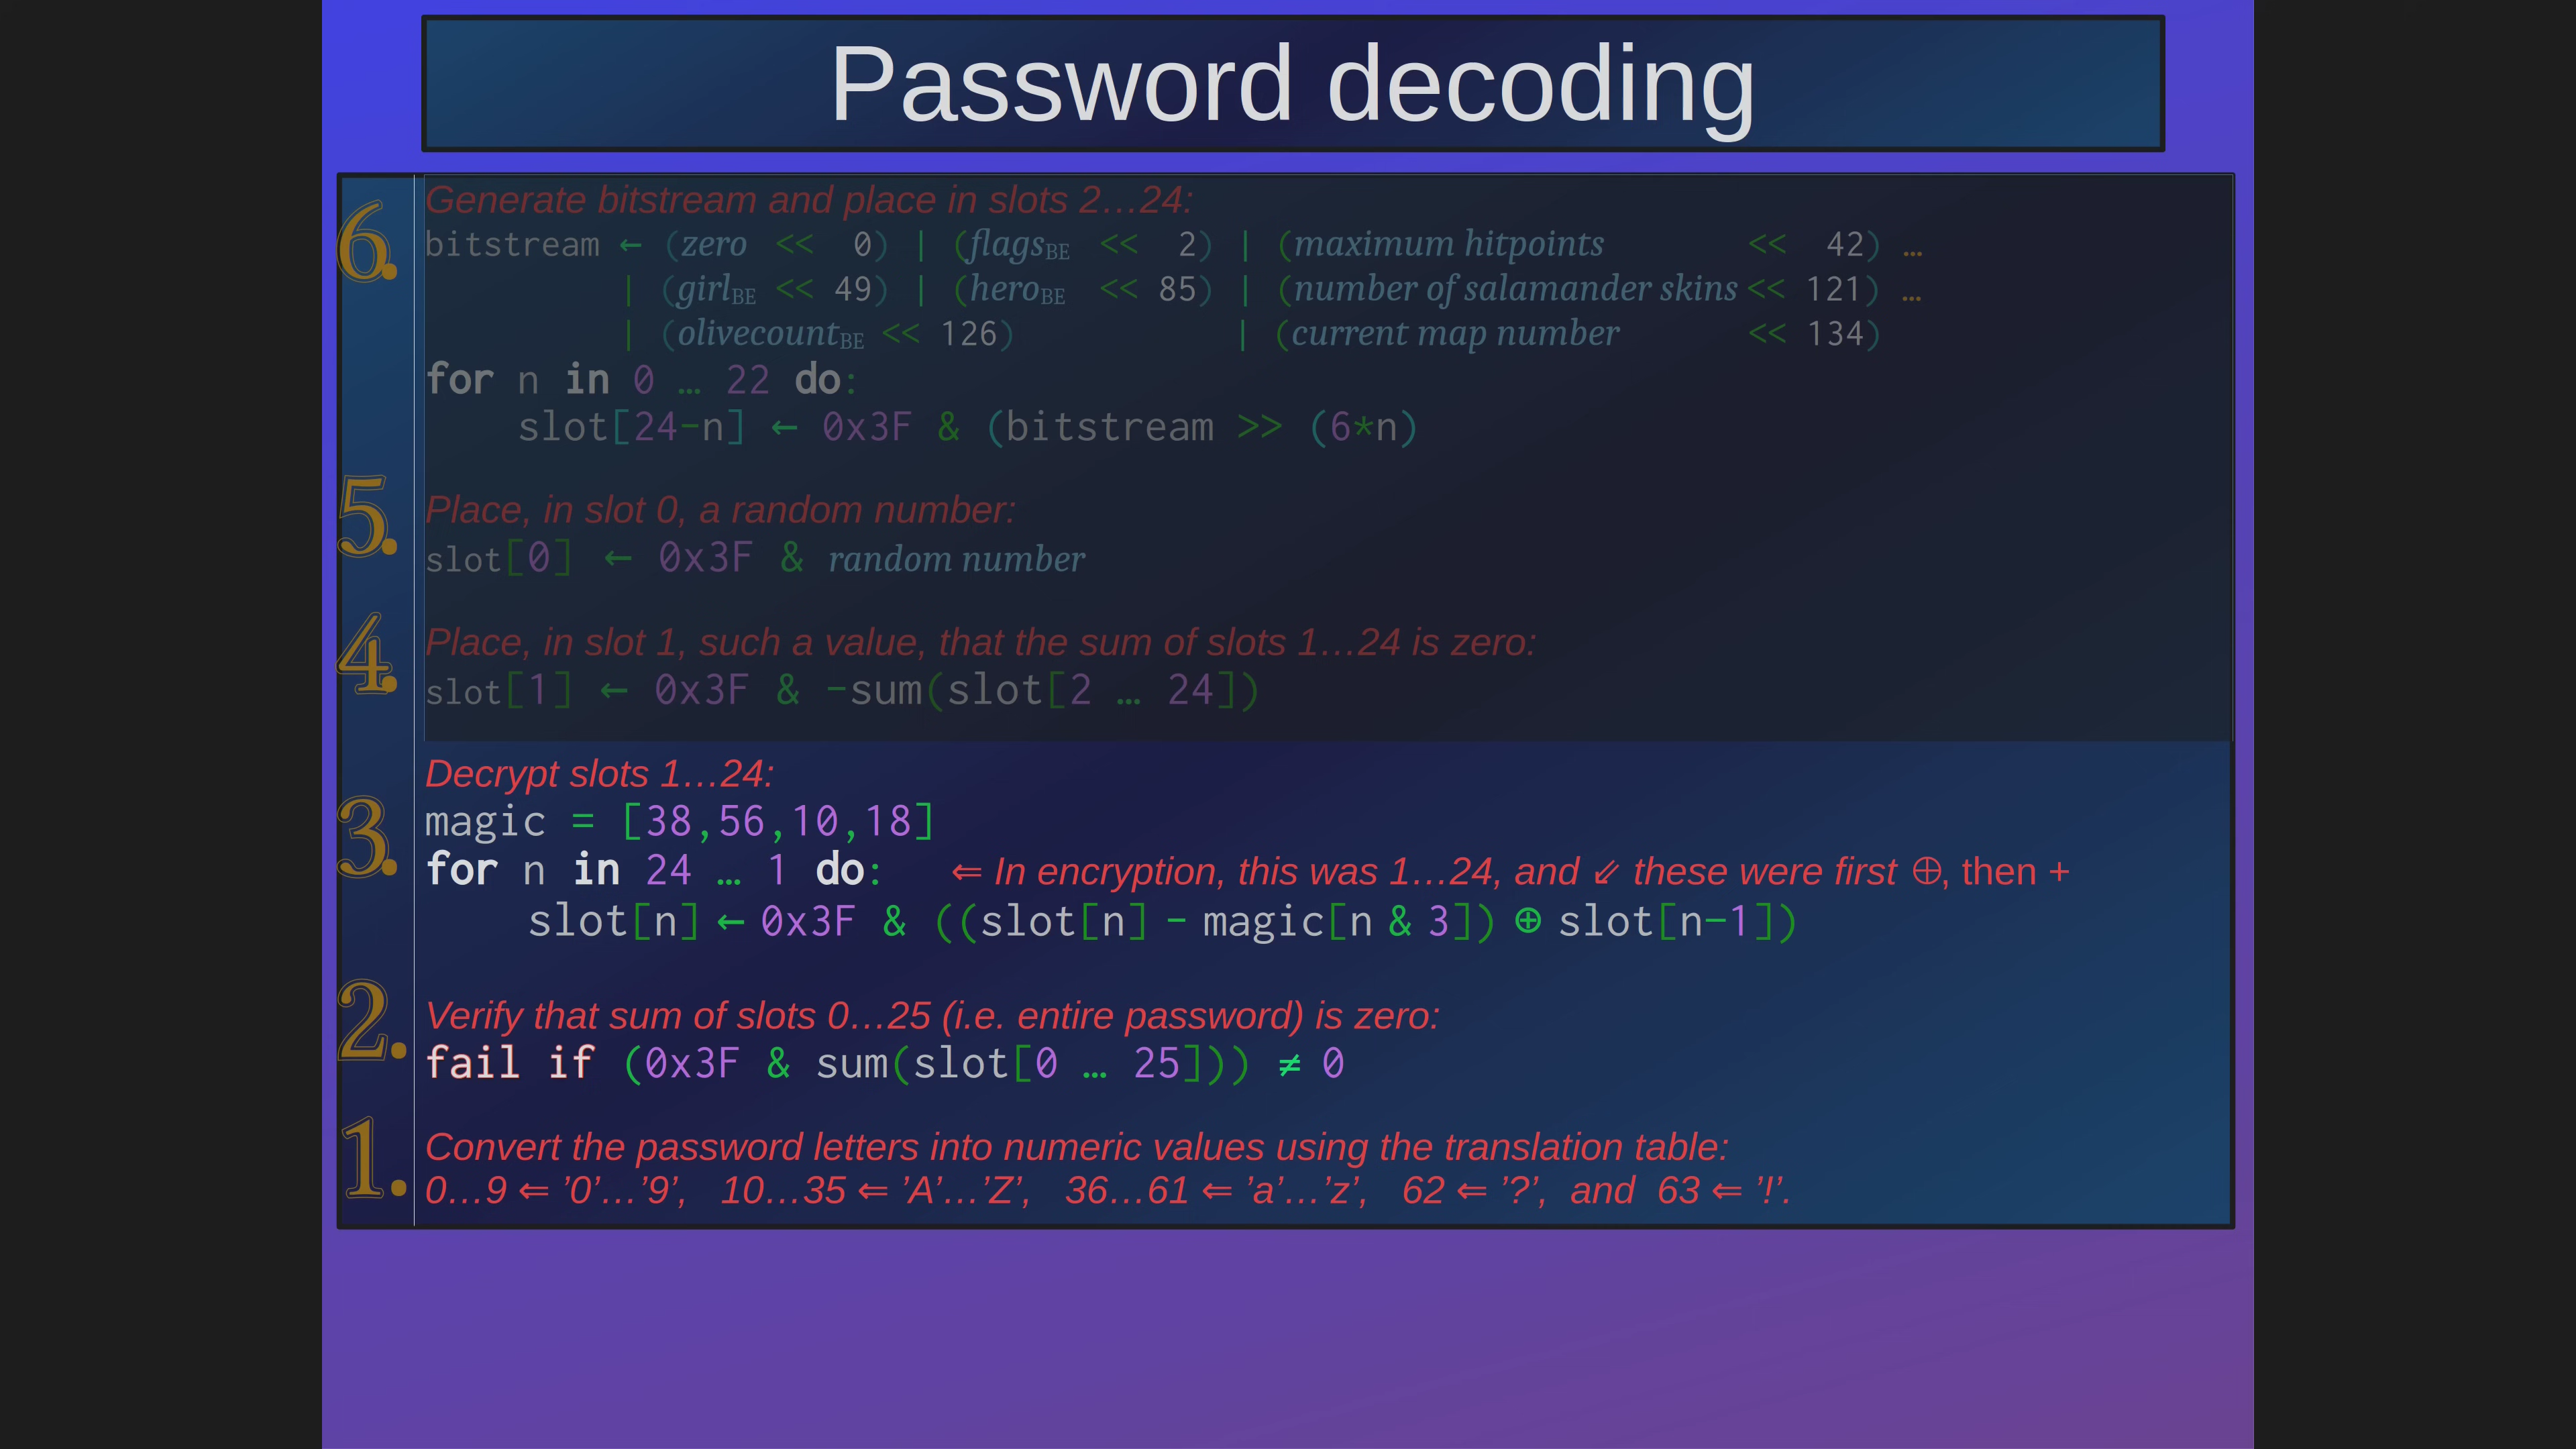 Password decoding
6.
Generate bitstream and place in slots 2…24:
bitstream ← (zero << 0) | (flagsBE << 2) | (maximum hitpoints << 42) …
| (girlBE << 49) | (heroBE << 85) | (number of salamander skins << 121) …
| (olivecountBE << 126) | (current map number << 134)
for n in 0 … 22 do:
slot[24−n] ← 0x3F & (bitstream >> (6*n)
5.
Place, in slot 0, a random number:
slot[0] ← 0x3F & random number
4.
Place, in slot 1, such a value, that the sum of slots 1…24 is zero:
slot[1] ← 0x3F & −sum(slot[2 … 24])
3.
Decrypt slots 1…24:
magic = [38,56,10,18]
for n in 24 … 1 do: ⇐ In encryption, this was 1…24, and ⇙ these were first ⊕, then +
slot[n] ← 0x3F & ((slot[n] − magic[n & 3]) ⊕ slot[n−1])
2.
Verify that sum of slots 0…25 (i.e. entire password) is zero:
fail if (0x3F & sum(slot[0 … 25])) ≠ 0
1.
Convert the password letters into numeric values using the translation table:
0…9 ⇐ ’0’…’9’, 10…35 ⇐ ’A’…’Z’, 36…61 ⇐ ’a’…’z’, 62 ⇐ ’?’, and 63 ⇐ ’!’.